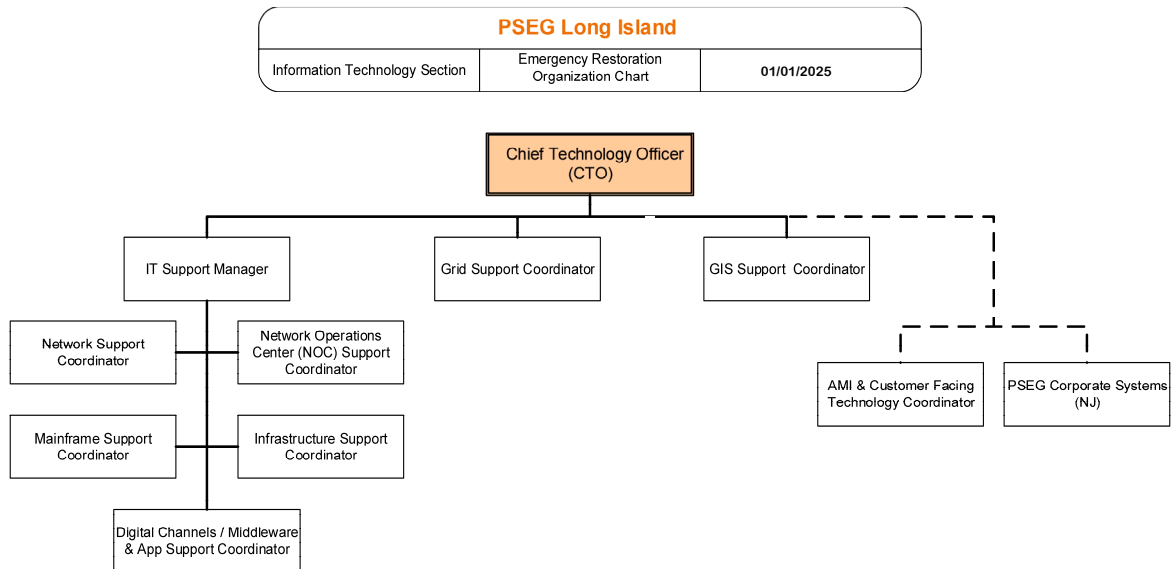 PSEG Long Island
Information Technology Section
Emergency Restoration
Organization Chart
01/01/2025
Chief Technology Officer
(CTO)
IT Support Manager
Grid Support Coordinator
GIS Support Coordinator
Network Support
Coordinator
Network Operations
Center (NOC) Support
Coordinator
AMI & Customer Facing
Technology Coordinator
PSEG Corporate Systems
(NJ)
Mainframe Support
Coordinator
Infrastructure Support
Coordinator
Digital Channels / Middleware
& App Support Coordinator